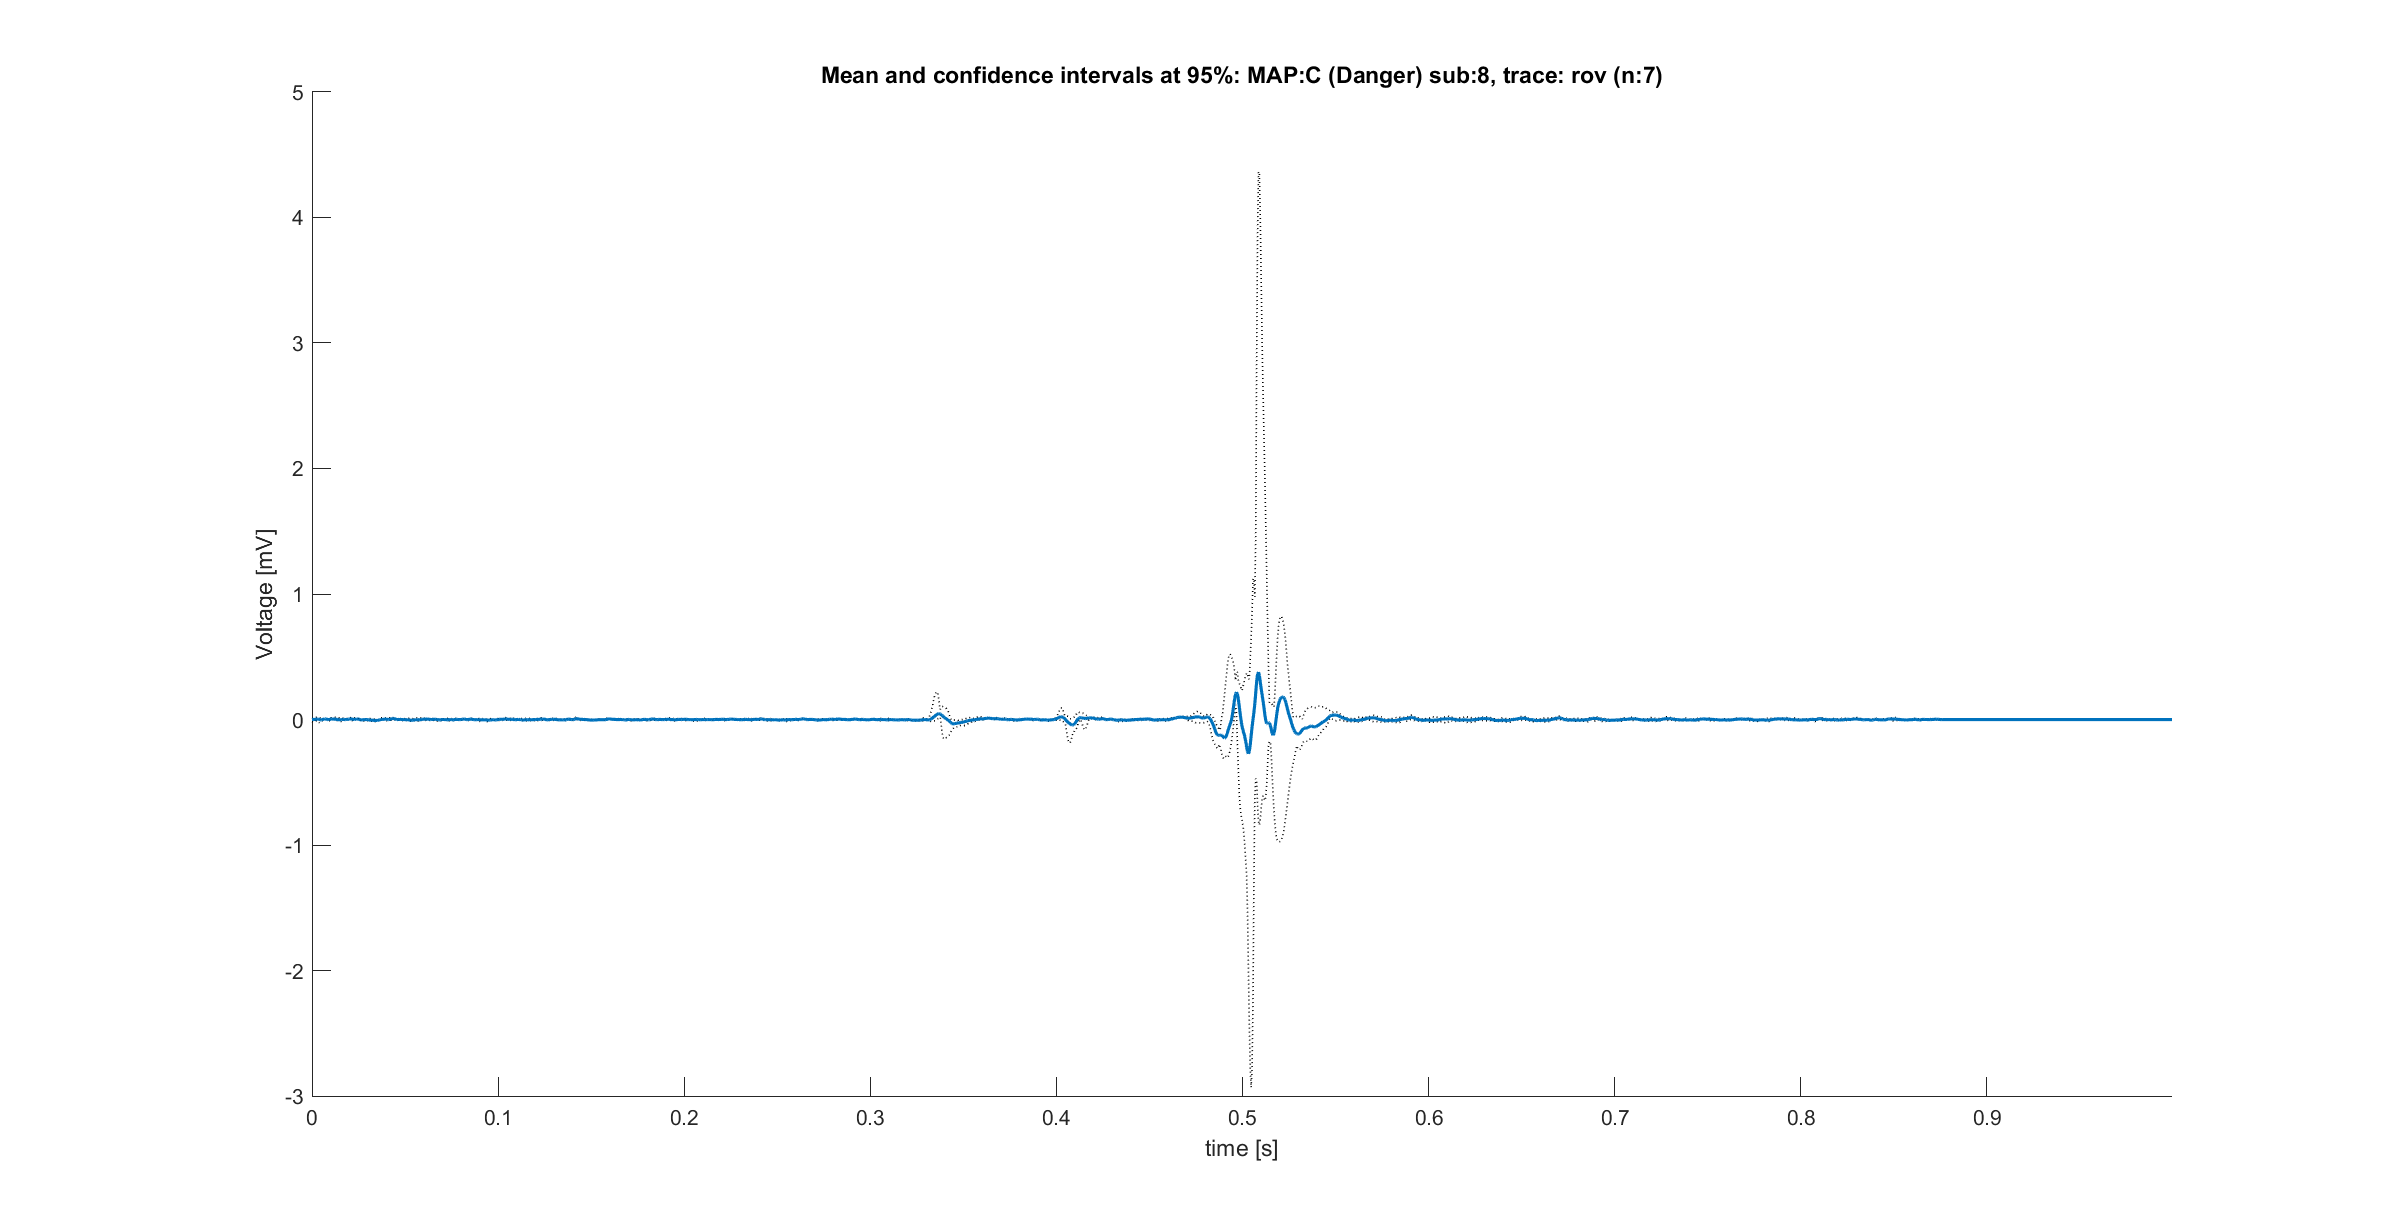 Mean and confidence intervals at 95%: MAP:C (Danger) sub:8, trace: rov (n:7)
5
4
3
2
1
0
-1
-2
-3
Voltage [mV]
0 0.1 0.2 0.3 0.4 0.5 0.6 0.7 0.8 0.9
time [s]